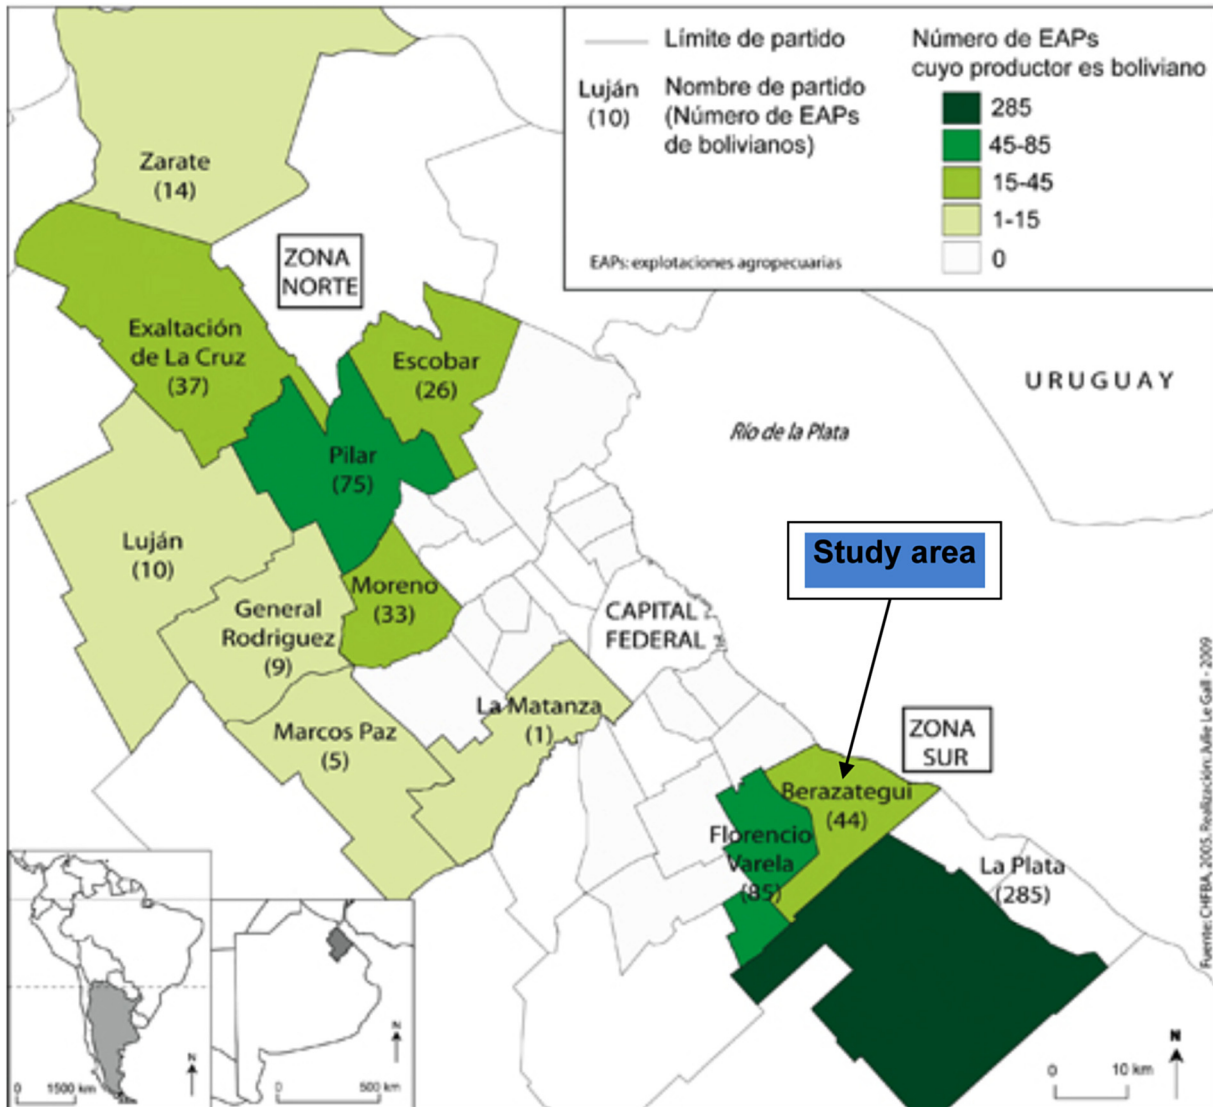 Límite de partido
Luján
(10)
Nombre de partido
(Número de EAPs
de bolivianos)
EAPs: explotaciones agropecuarias
Número de EAPs
cuyo productor es boliviano
285
45-85
15-45
1-15
0
Zarate
(14)
ZONA
NORTE
Exaltación
de La Cruz
(37)
Escobar
(26)
Pilar
(75)
URUGUAY
Río de la Plata
Luján
(10)
Study area
Moreno
(33)
General
Rodriguez
(9)
CAPITAL
FEDERAL
La Matanza
(1)
Marcos Paz
(5)
ZONA
SUR
Berazategui
(44)
Florencio
Varela
(85)
La Plata
(285)
Fuente: CHFBA, 2005. Realización: Julie Le Gall - 2009
N
0 1500 km
N
0 500 km
N
0 10 km